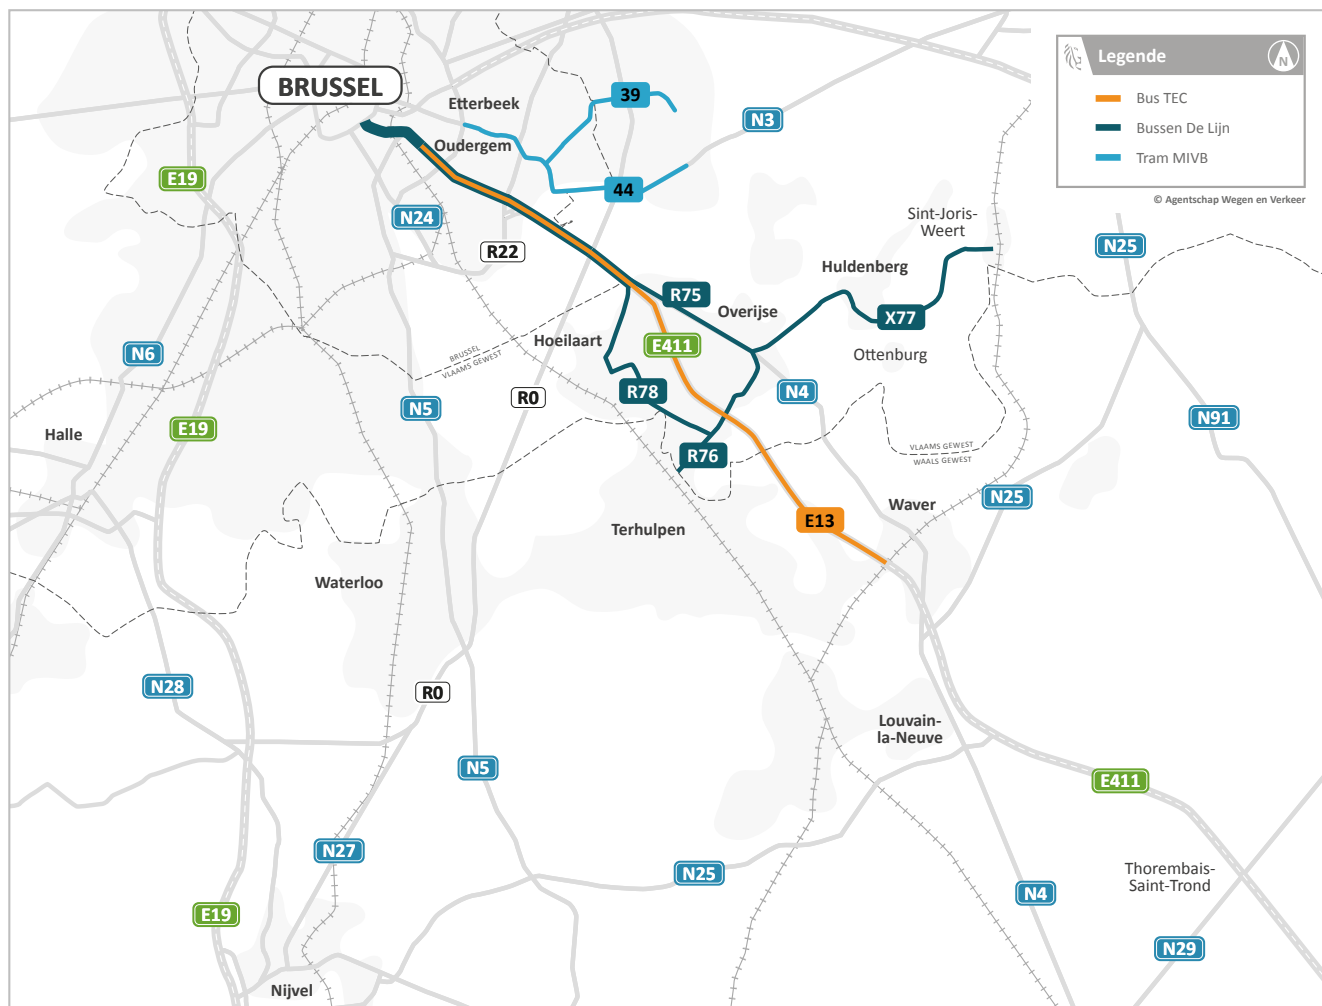 BRUSSEL
Etterbeek
39
Legende
N
Bus TEC
Bussen De Lijn
Tram MIVB
© Agentschap Wegen en Verkeer
N3
Oudergem
E19
44
N24
Sint-Joris-
Weert
R22
N25
Huldenberg
R75
Overijse
X77
Hoeilaart
E411
BRUSSEL
VLAAMS GEWEST
Ottenburg
N6
R78
N4
R0
N5
N91
Halle
E19
R76
VLAAMS GEWEST
WAALS GEWEST
N25
Waver
E13
Terhulpen
Waterloo
N28
R0
Louvain-
la-Neuve
N5
E411
N27
N25
Thorembais-
Saint-Trond
N4
E19
N29
Nijvel